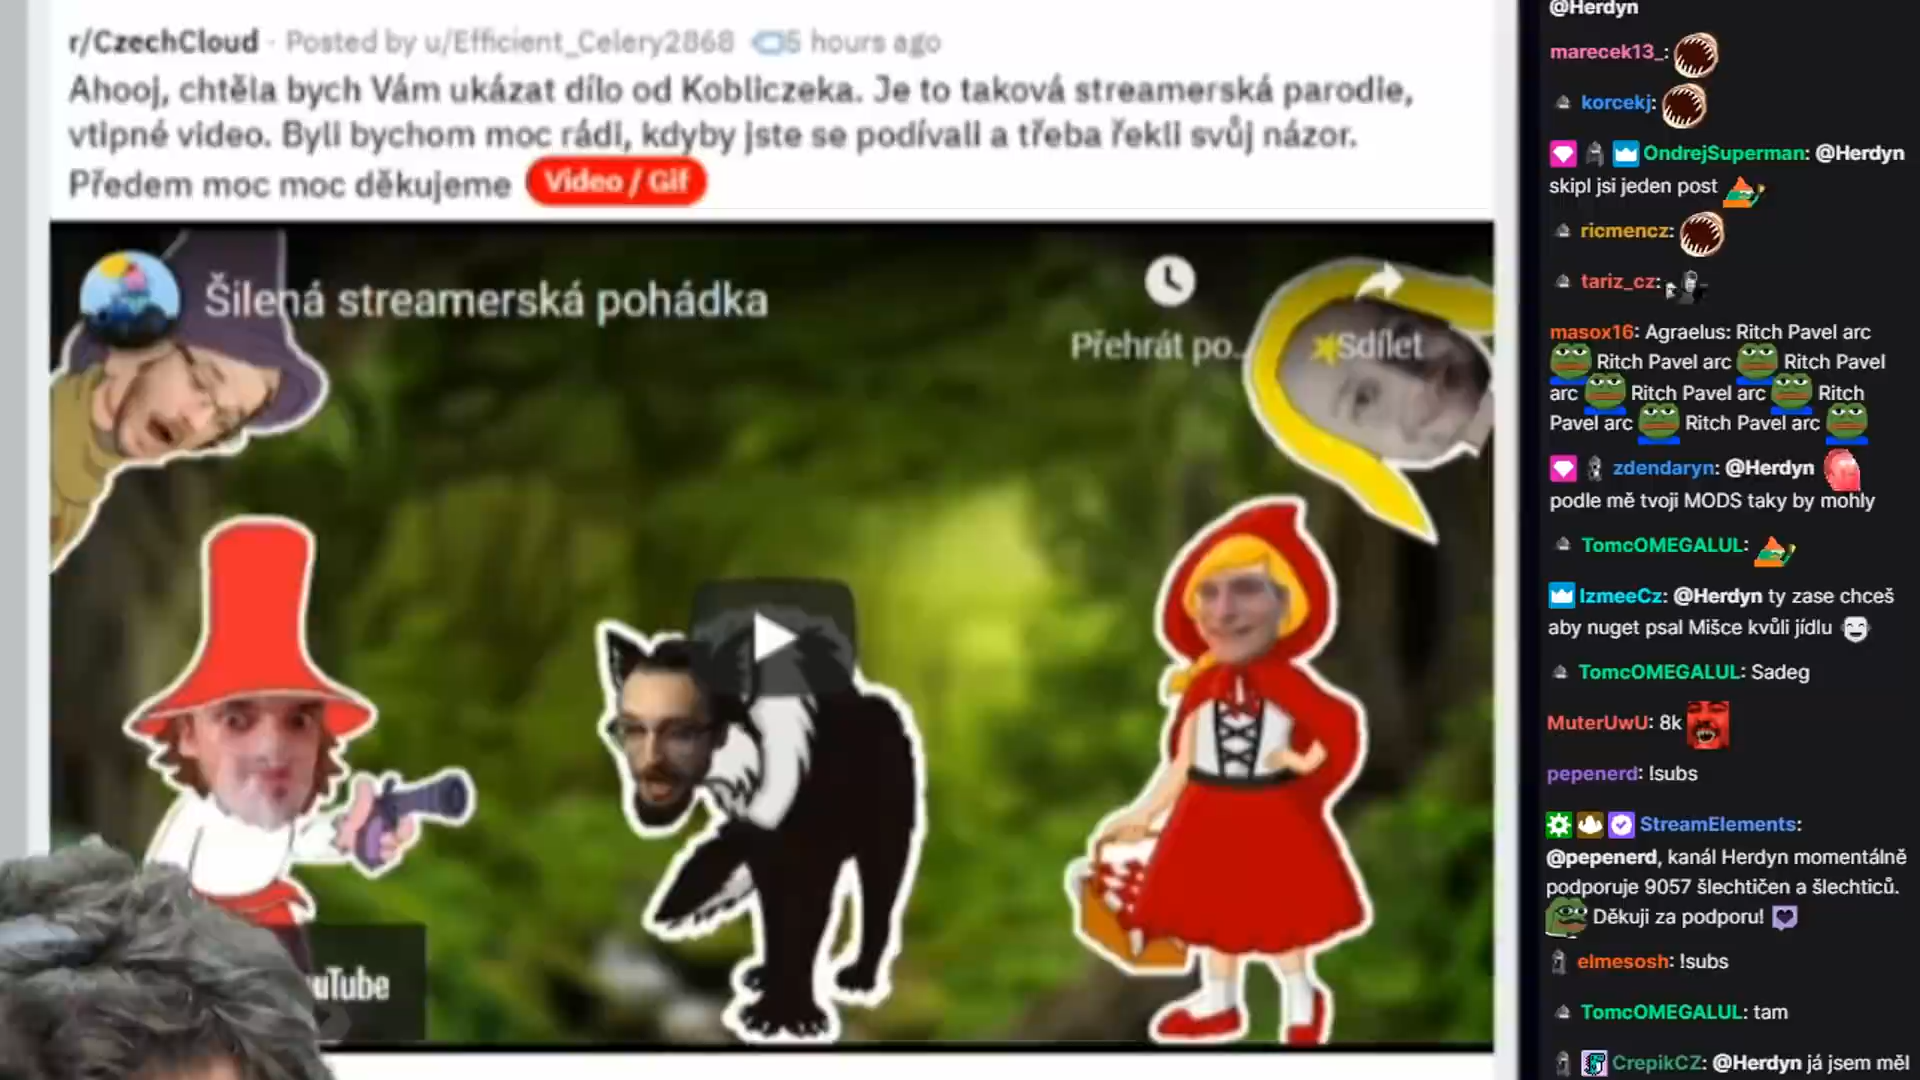 r/CzechCloud · Posted by u/Efficient_Celery2868 5 hours ago
Ahooj, chtěla bych Vám ukázat dílo od Kobliczeka. Je to taková streamerská parodie,
vtipné video. Byli bychom moc rádi, kdyby jste se podívali a třeba řekli svůj názor.
Předem moc moc děkujeme Video / Gif
Šilená streamerská pohádka
Přehrát po... Sdílet
uTube
@Herdyn
marecek13_:
korcekj:
OndrejSuperman: @Herdyn
skipl jsi jeden post
ricmencz:
tariz_cz:
masox16: Agraelus: Ritch Pavel arc
Ritch Pavel arc Ritch Pavel
arc Ritch Pavel arc Ritch
Pavel arc Ritch Pavel arc
zdendaryn: @Herdyn
podle mě tvoji MODS taky by mohly
TomcOMEGALUL:
IzmeeCz: @Herdyn ty zase chceš
aby nuget psal Mišce kvůli jídlu
TomcOMEGALUL: Sadeg
MuterUwU: 8k
pepenerd: !subs
StreamElements:
@pepenerd, kanál Herdyn momentálně
podporuje 9057 šlechtičen a šlechticů.
Děkuji za podporu!
elmesosh: !subs
TomcOMEGALUL: tam
CrepikCZ: @Herdyn já jsem měl